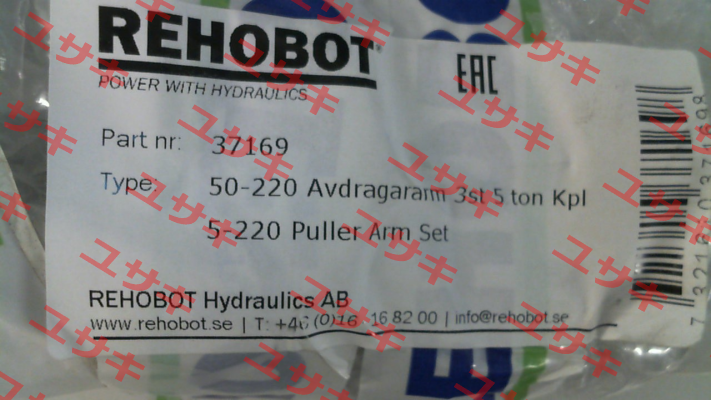 REHOBOT
POWER WITH HYDRAULICS
EAC
Part nr: 37169
Type: 50-220 Avdragararm 3st 5 ton Kpl
5-220 Puller Arm Set
REHOBOT Hydraulics AB
www.rehobot.se | T: +46 (0)16 16 82 00 | info@rehobot.se
ユサキ